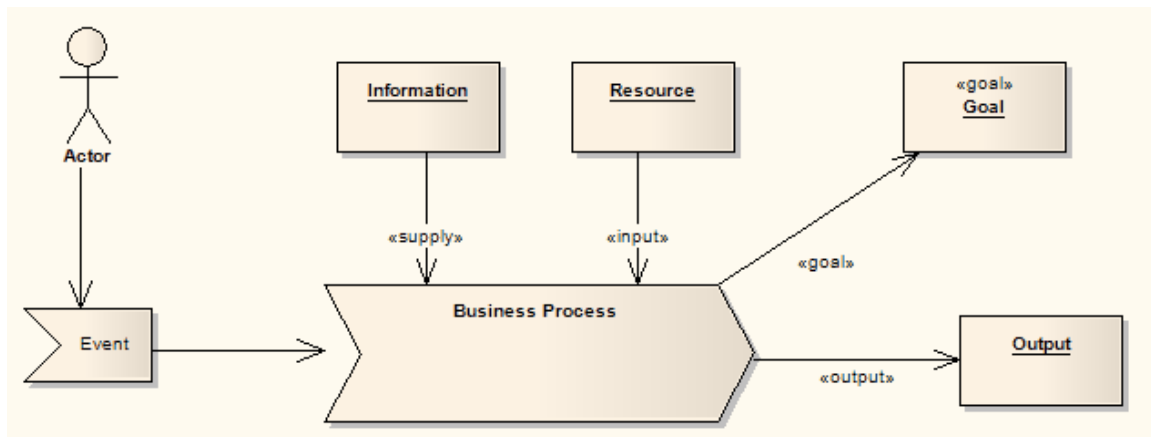 Actor
Information
Resource
«goal»
Goal
«supply»
«input»
«goal»
Event
Business Process
Output
«output»